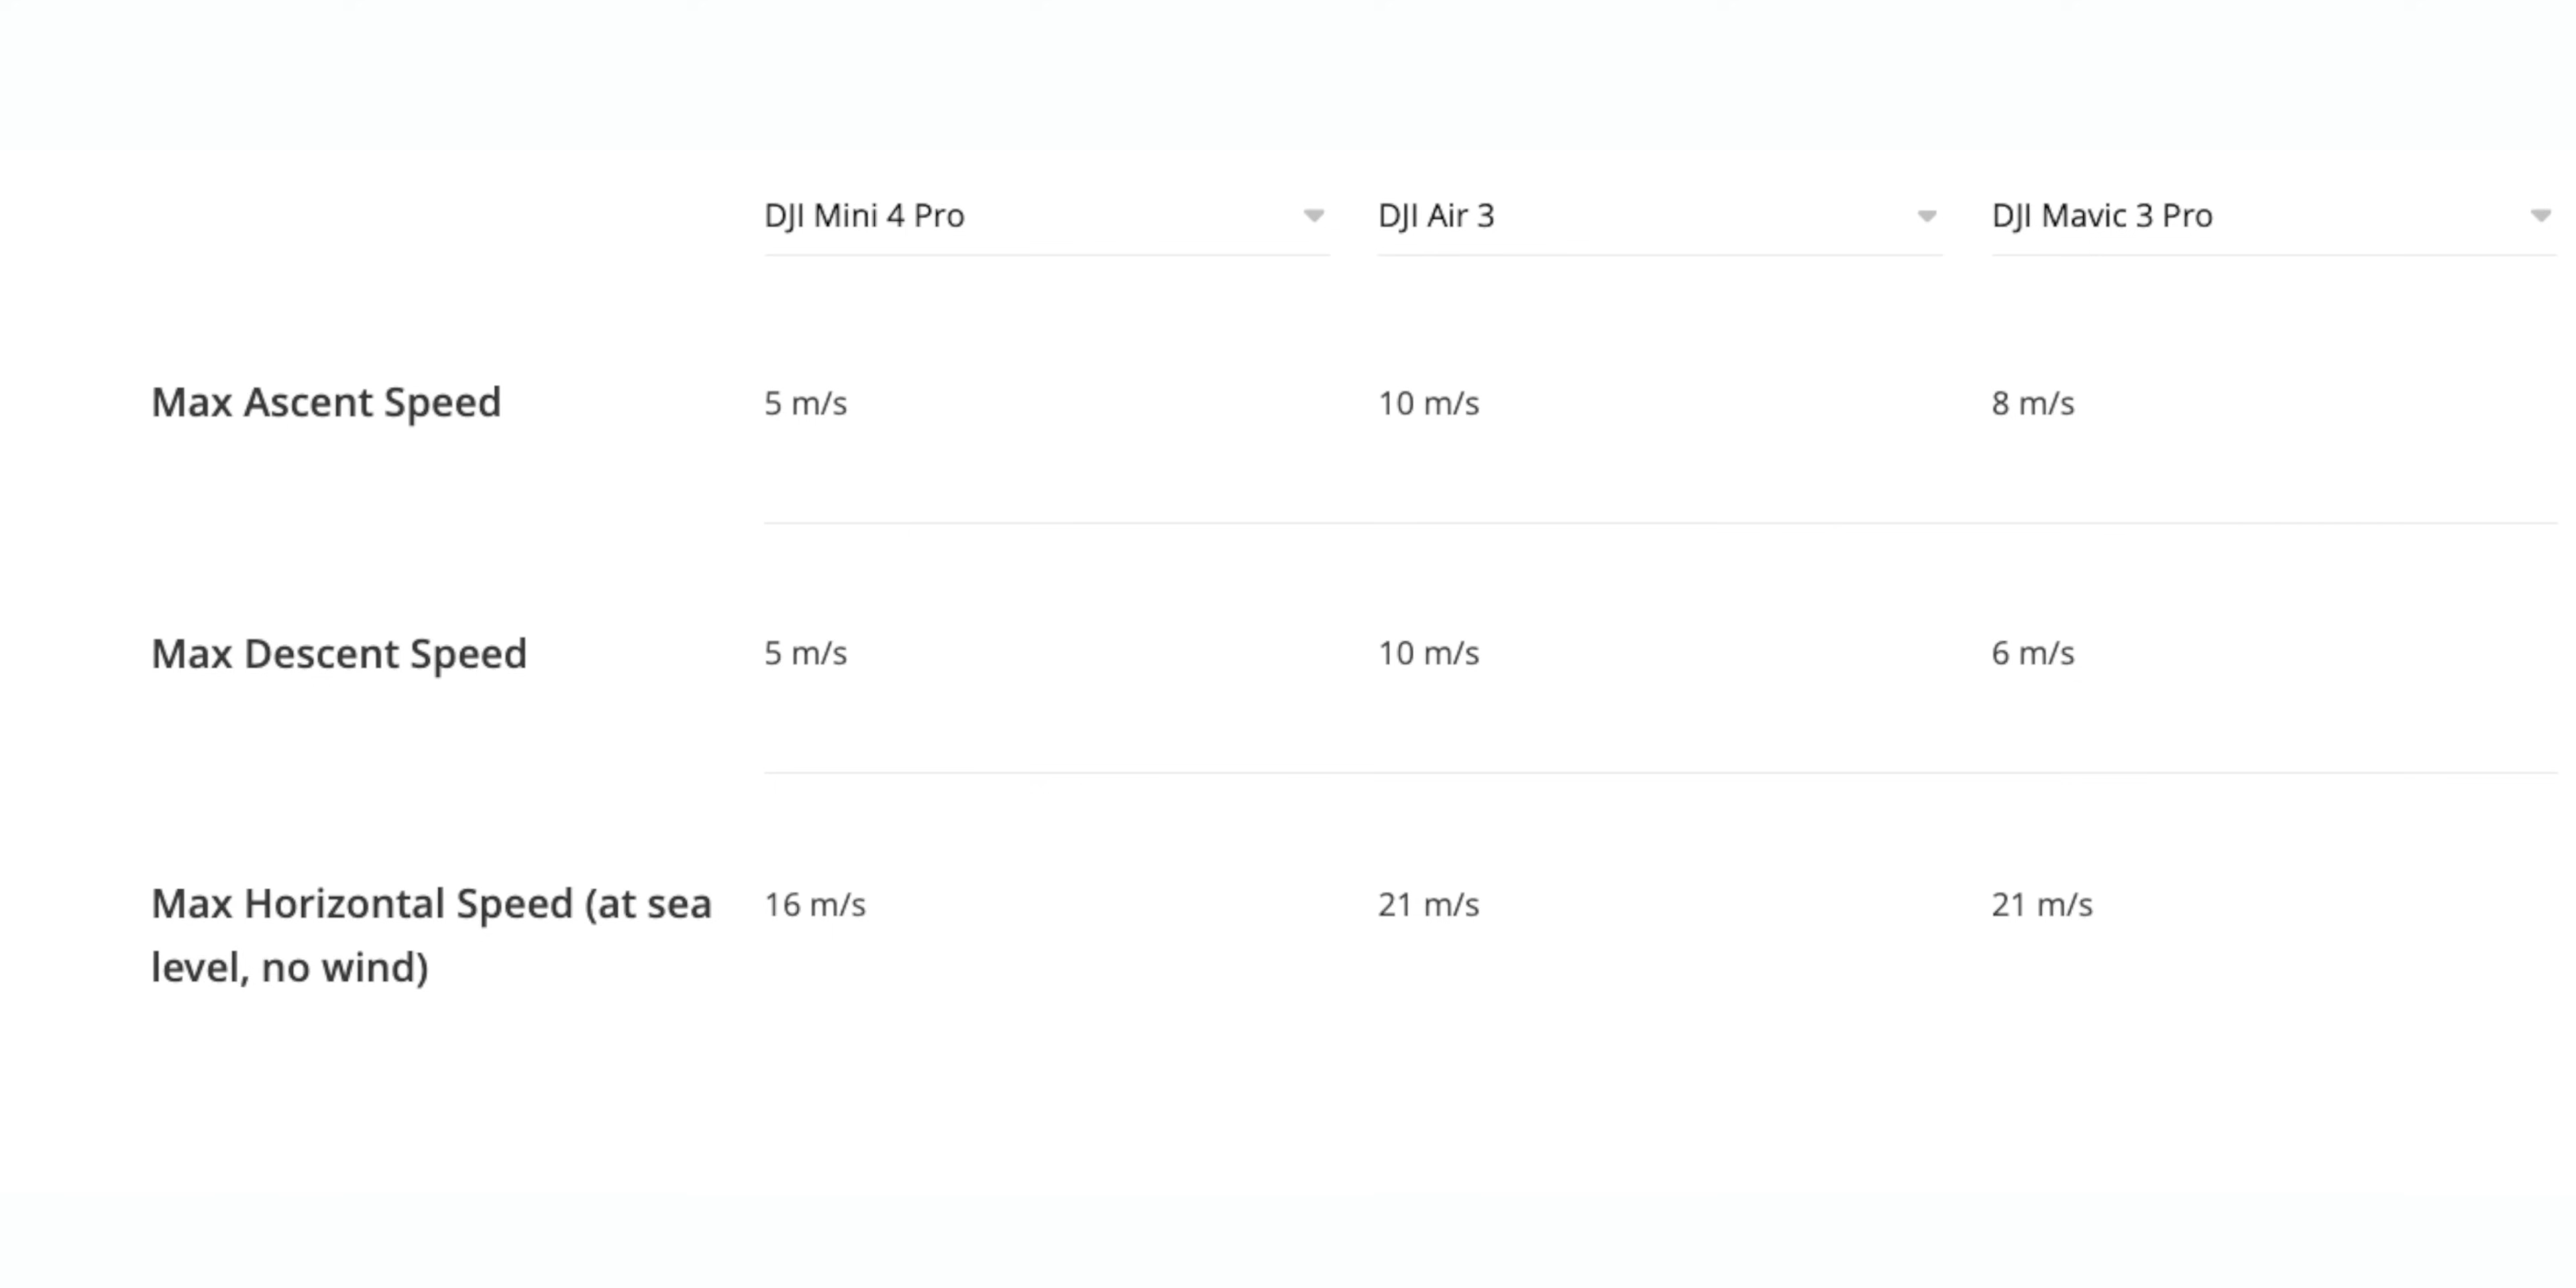 DJI Mini 4 Pro DJI Air 3 DJI Mavic 3 Pro
Max Ascent Speed 5 m/s 10 m/s 8 m/s
Max Descent Speed 5 m/s 10 m/s 6 m/s
Max Horizontal Speed (at sea 16 m/s 21 m/s 21 m/s
level, no wind)